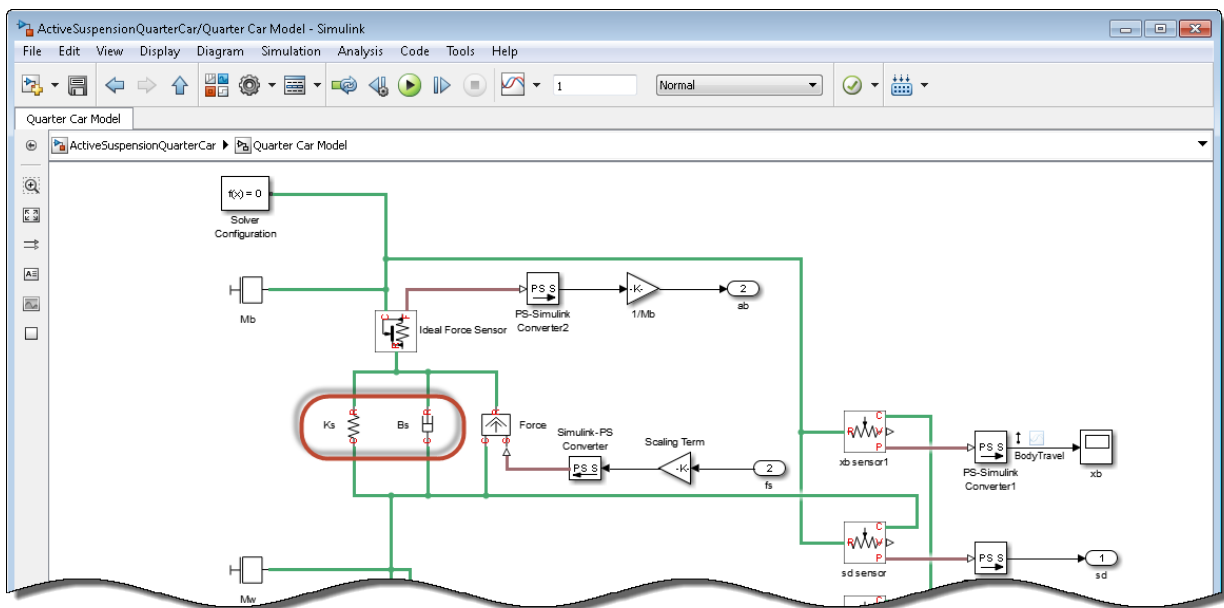 ActiveSuspensionQuarterCar/Quarter Car Model - Simulink
File Edit View Display Diagram Simulation Analysis Code Tools Help
1 Normal
Quarter Car Model
ActiveSuspensionQuarterCar Quarter Car Model
f(x) = 0
Solver
Configuration
Mb
C F
R
Ideal Force Sensor
PS S
PS-Simulink
Converter2
-K-
1/Mb
2
ab
Ks
R
C
Bs
R
C
R
C S
Force
Simulink-PS
Converter
PS S
Scaling Term
-K-
2
fs
C
R V
P
xb sensor1
PS S
PS-Simulink
Converter1
BodyTravel
xb
C
R V
P
sd sensor
PS S
1
sd
Mw
C